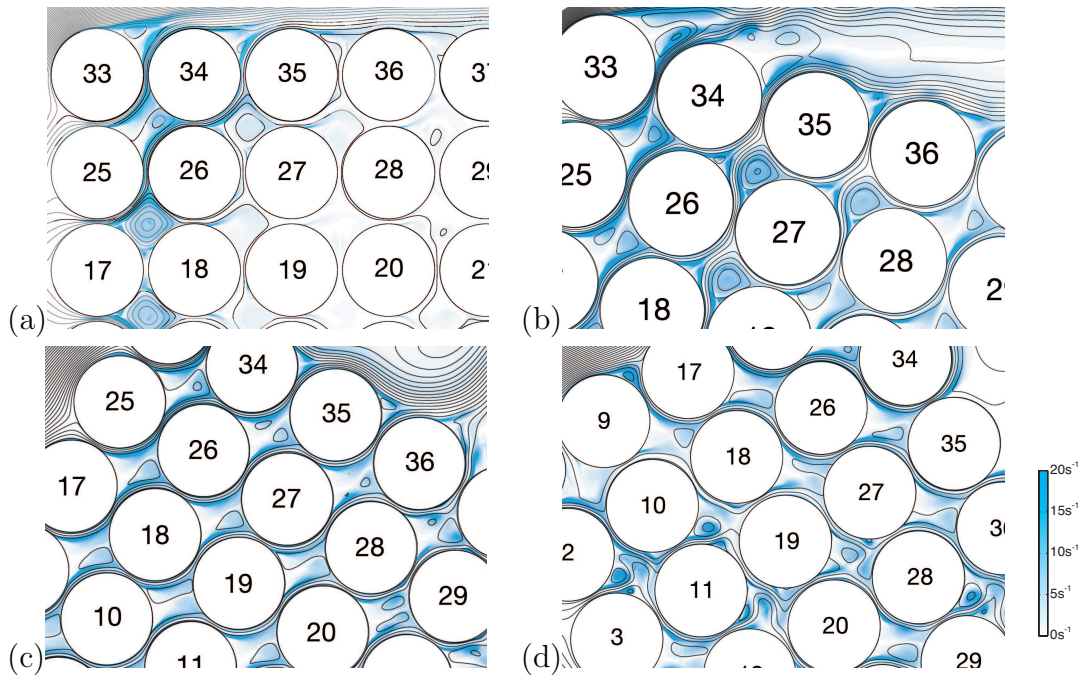 33 34 35 36
25 26 27 28
17 18 19 20
(a)
33 34 35 36
25 26 27 28
18
(b)
34
25 35
26 36
17 27
18 28
19 29
10 20
11
(c)
17 34
9 26
18 35
10 27
19
2 28
11
3 20
29
(d)
20s⁻¹
15s⁻¹
10s⁻¹
5s⁻¹
0s⁻¹